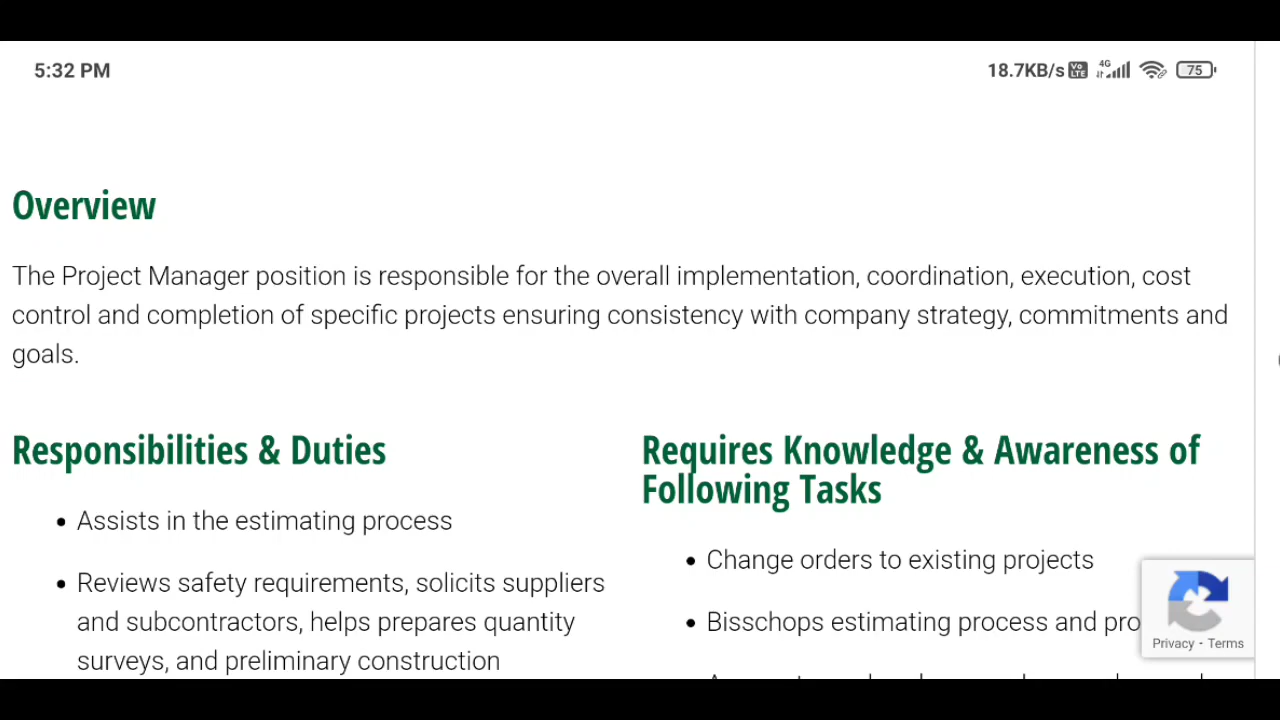 5:32 PM
18.7KB/s Vo LTE 4G 75
Overview
The Project Manager position is responsible for the overall implementation, coordination, execution, cost
control and completion of specific projects ensuring consistency with company strategy, commitments and
goals.
Responsibilities & Duties
• Assists in the estimating process
• Reviews safety requirements, solicits suppliers
and subcontractors, helps prepares quantity
surveys, and preliminary construction
Requires Knowledge & Awareness of
Following Tasks
• Change orders to existing projects
• Bisschops estimating process and pro
Privacy - Terms